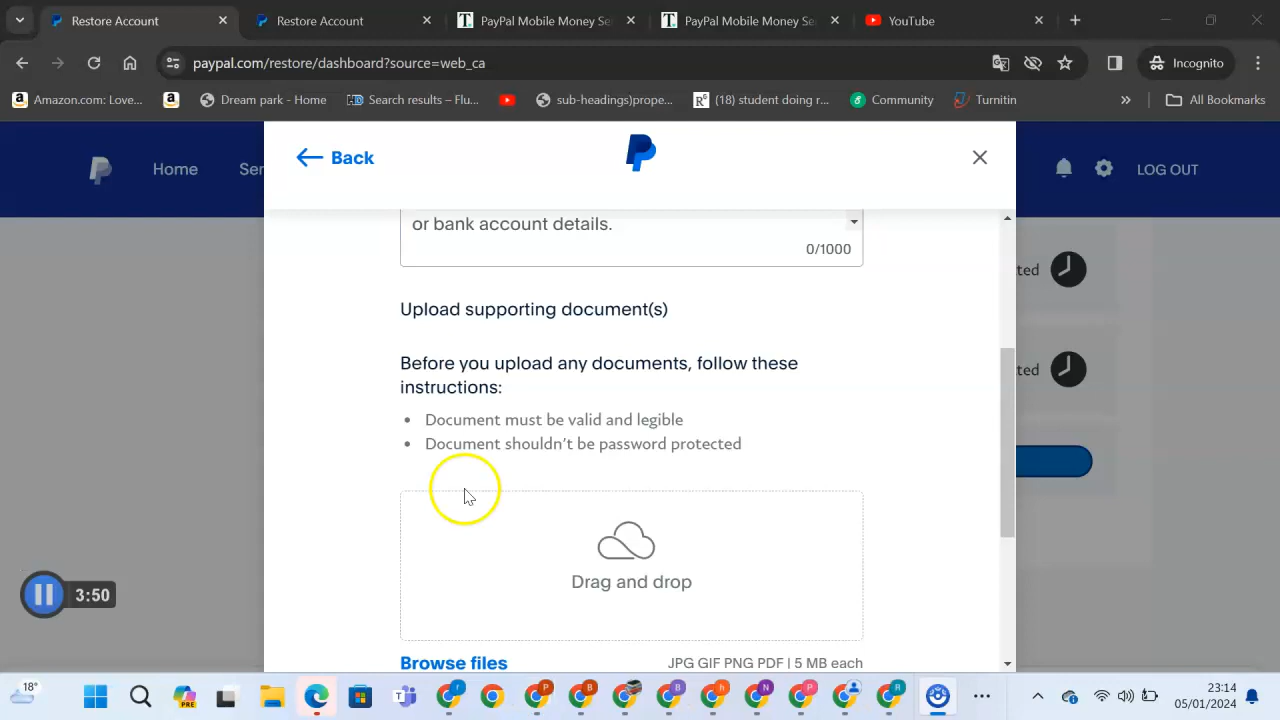 Restore Account
Restore Account
PayPal Mobile Money Se
PayPal Mobile Money Se
YouTube
paypal.com/restore/dashboard?source=web_ca
Incognito
Amazon.com: Love...
Dream park - Home
Search results – Flu...
sub-headings)prope...
(18) student doing r...
Community
Turnitin
All Bookmarks
Back
Home
Ser
LOG OUT
or bank account details.
0/1000
ted
Upload supporting document(s)
Before you upload any documents, follow these
instructions:
ted
• Document must be valid and legible
• Document shouldn't be password protected
Drag and drop
3:50
Browse files
JPG GIF PNG PDF | 5 MB each
18°
23:14
05/01/2024